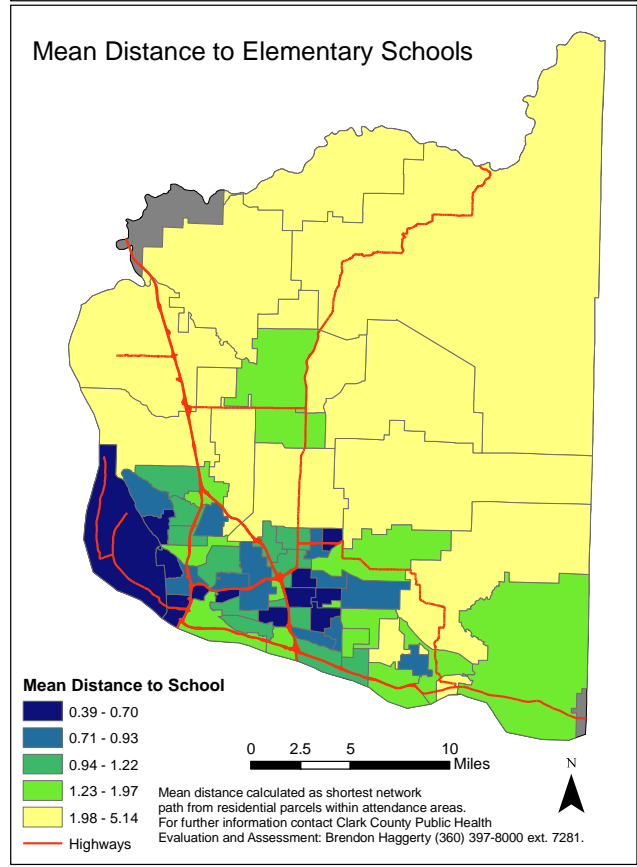 Mean Distance to Elementary Schools
Mean Distance to School
0.39 - 0.70
0.71 - 0.93
0.94 - 1.22
1.23 - 1.97
1.98 - 5.14
Highways
0 2.5 5 10
Miles
N
Mean distance calculated as shortest network
path from residential parcels within attendance areas.
For further information contact Clark County Public Health
Evaluation and Assessment: Brendon Haggerty (360) 397-8000 ext. 7281.